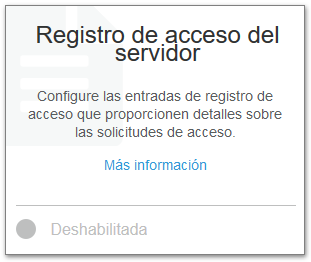 Registro de acceso del
servidor
Configure las entradas de registro de
acceso que proporcionen detalles sobre
las solicitudes de acceso.
Más información
Deshabilitada